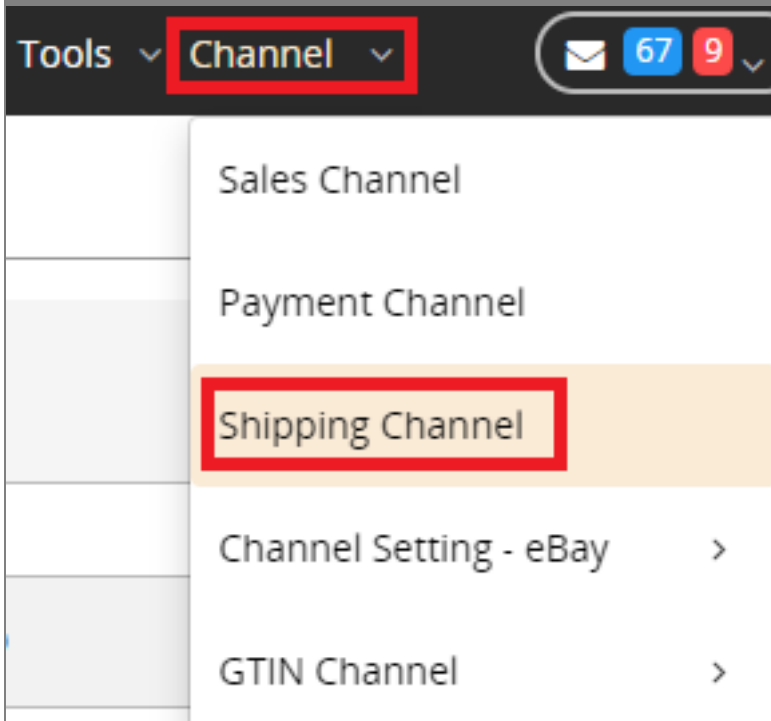 Tools Channel 67 9
Sales Channel
Payment Channel
Shipping Channel
Channel Setting - eBay
GTIN Channel